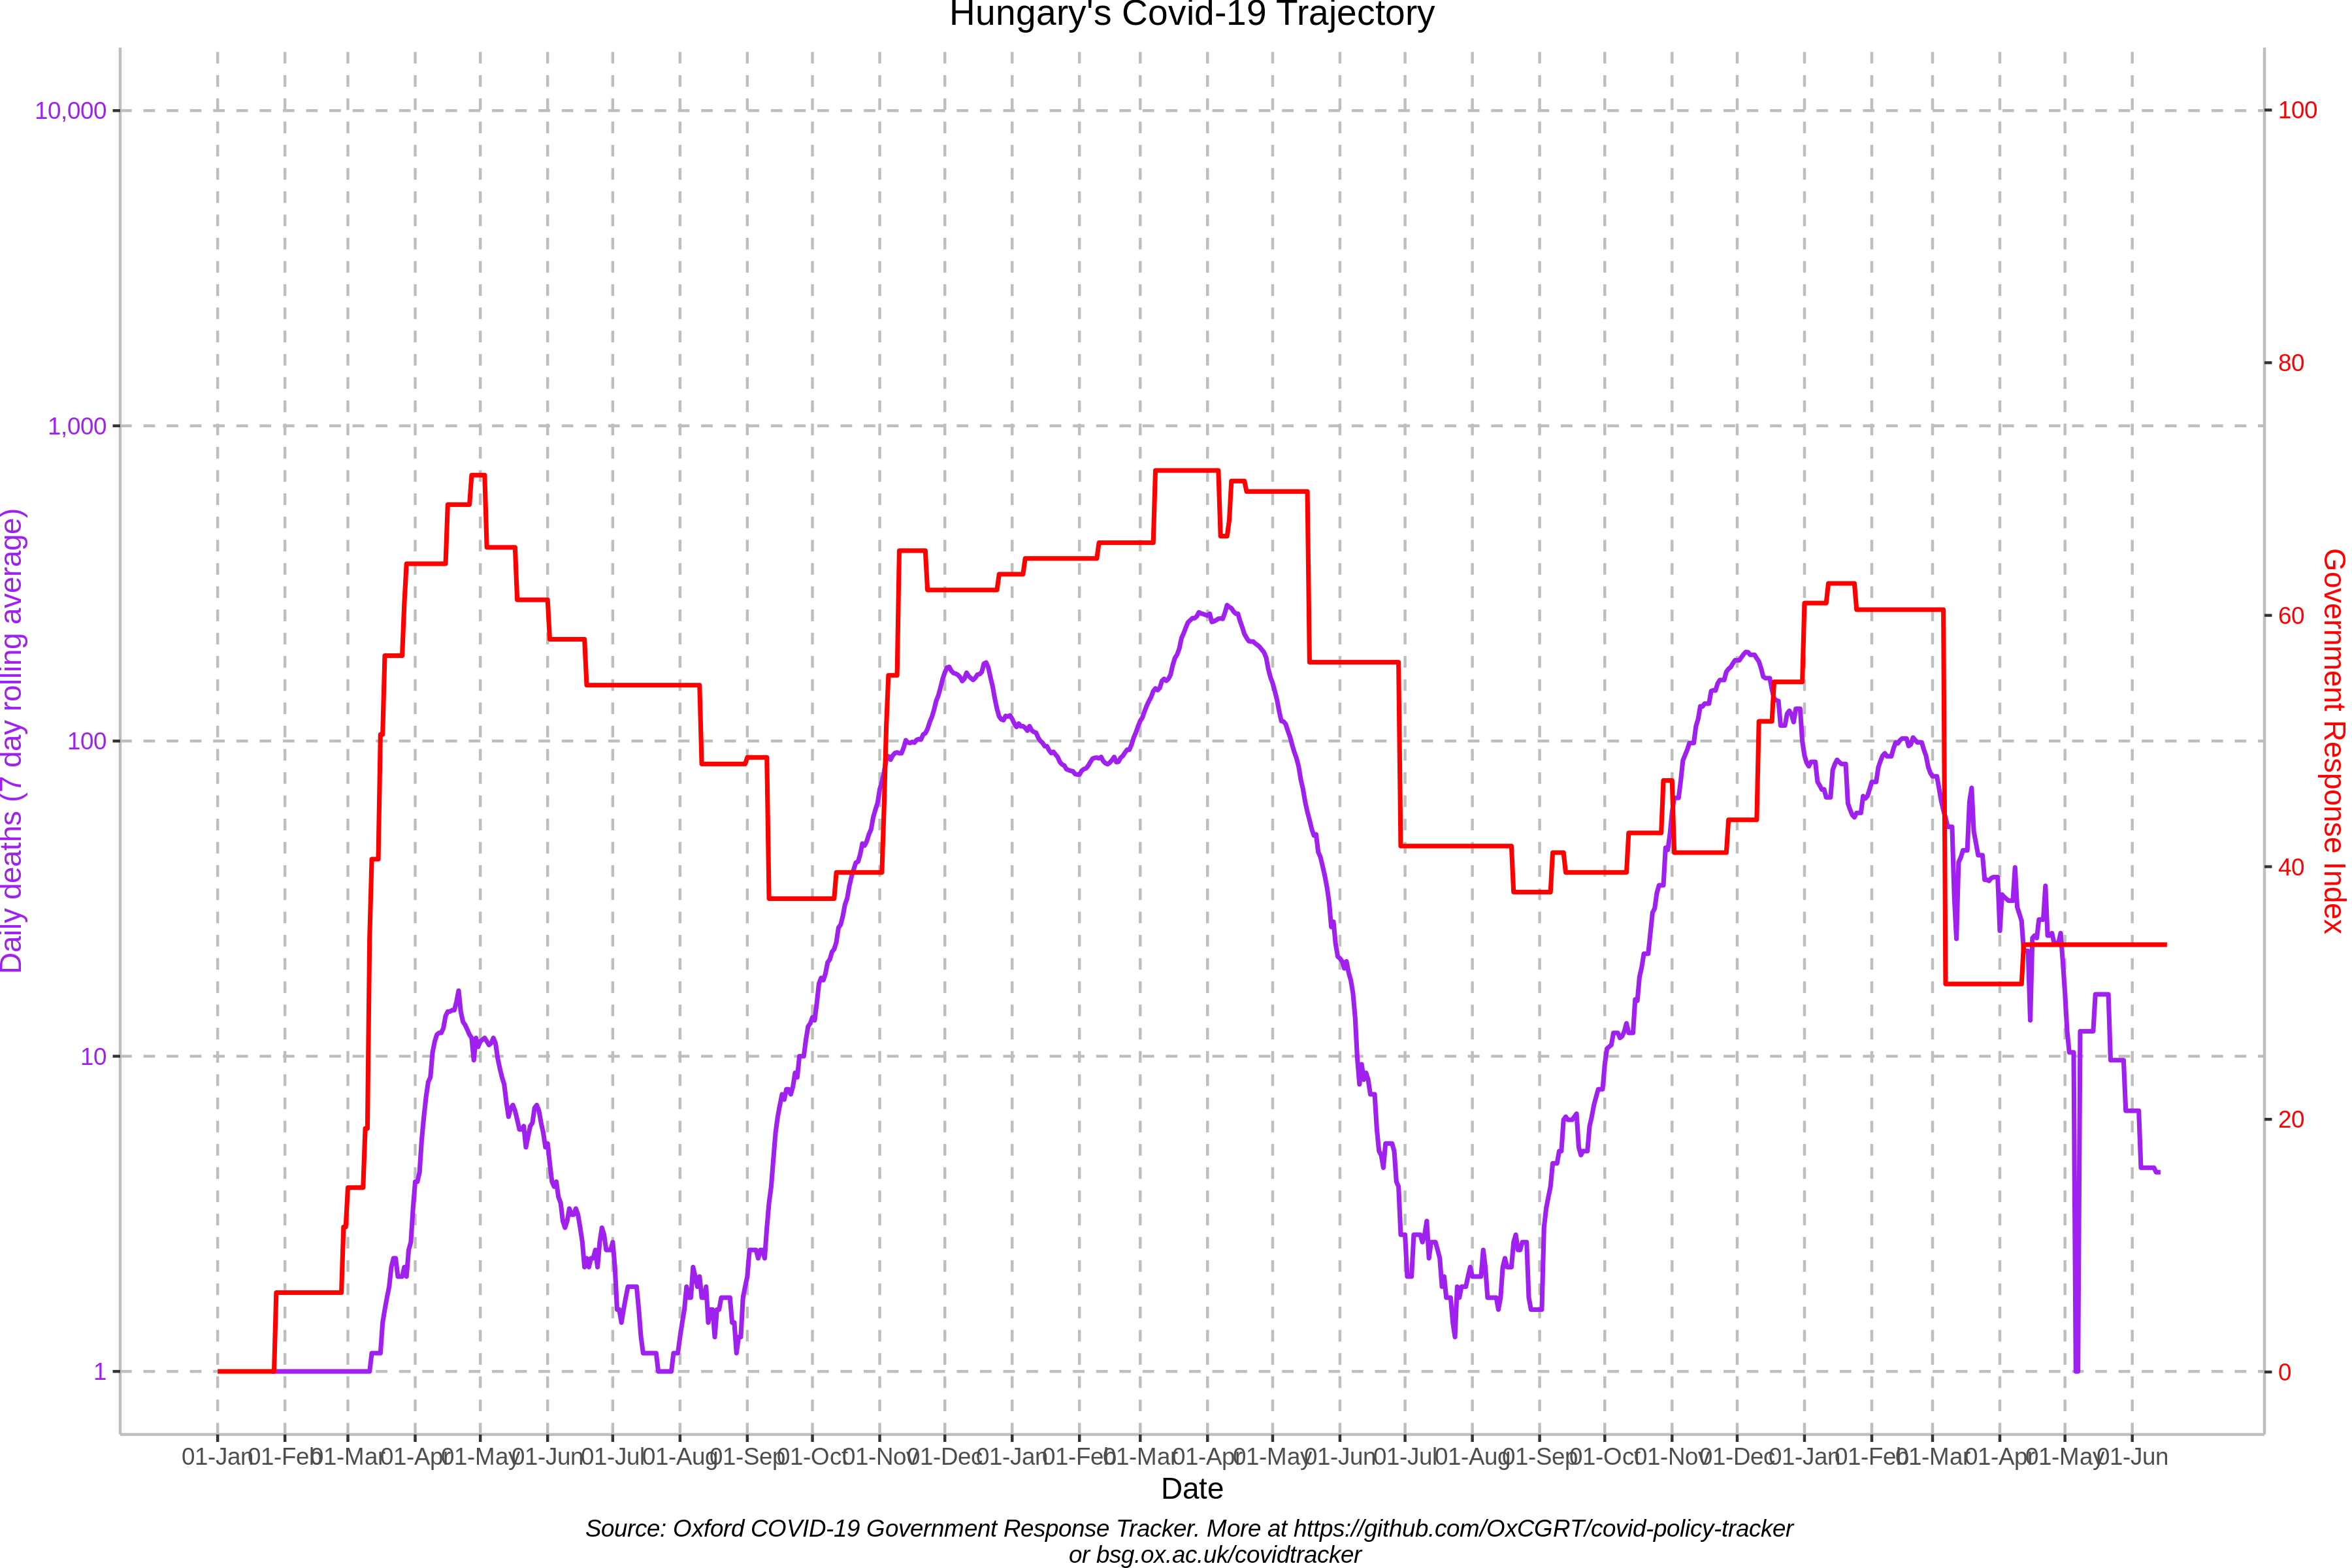 Hungary's Covid-19 Trajectory
10,000
1,000
100
10
1
Daily deaths (7 day rolling average)
100
80
60
40
20
0
Government Response Index
01-Jan 01-Feb 01-Mar 01-Apr 01-May 01-Jun 01-Jul 01-Aug 01-Sep 01-Oct 01-Nov 01-Dec 01-Jan 01-Feb 01-Mar 01-Apr 01-May 01-Jun 01-Jul 01-Aug 01-Sep 01-Oct 01-Nov 01-Dec 01-Jan 01-Feb 01-Mar 01-Apr 01-May 01-Jun
Date
Source: Oxford COVID-19 Government Response Tracker. More at https://github.com/OxCGRT/covid-policy-tracker
or bsg.ox.ac.uk/covidtracker